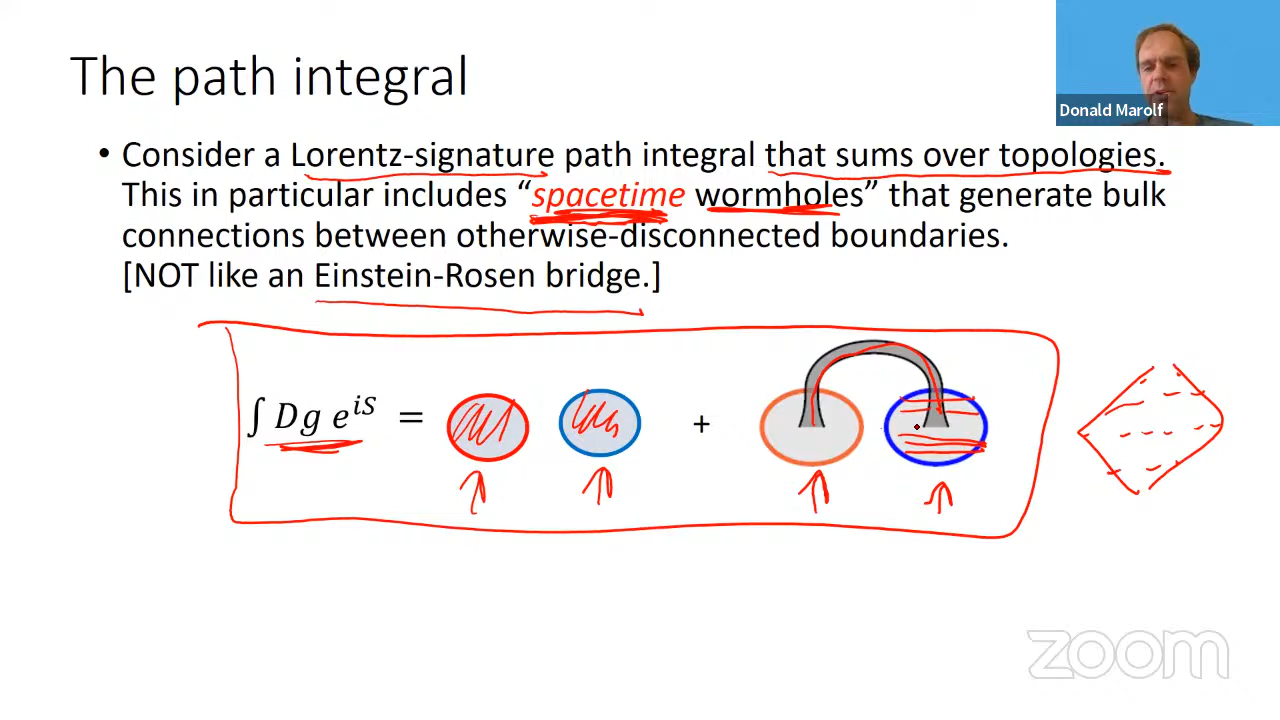 The path integral
Donald Marolf
• Consider a Lorentz-signature path integral that sums over topologies.
This in particular includes “spacetime wormholes” that generate bulk
connections between otherwise-disconnected boundaries.
[NOT like an Einstein-Rosen bridge.]
∫ Dg e^{iS} = +
zoom